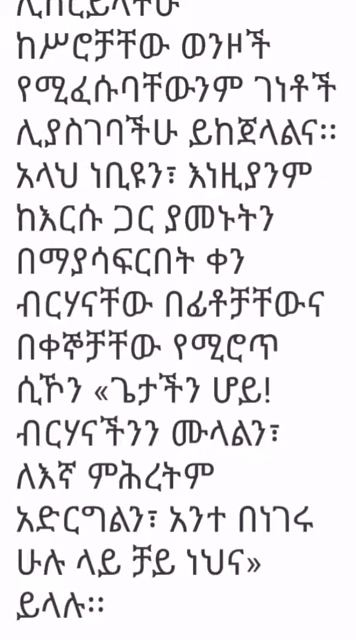 ሊሰርይላችሁ
ከሥሮቻቸው ወንዞች
የሚፈሱባቸውንም ገነቶች
ሊያስገባችሁ ይከጀላልና፡፡
አላህ ነቢዩን፣ እነዚያንም
ከእርሱ ጋር ያመኑትን
በማያሳፍርበት ቀን
ብርሃናቸው በፊቶቻቸውና
በቀኞቻቸው የሚሮጥ
ሲኾን «ጌታችን ሆይ!
ብርሃናችንን ሙላልን፣
ለእኛ ምሕረትም
አድርግልን፣ አንተ በነገሩ
ሁሉ ላይ ቻይ ነህና»
ይላሉ፡፡